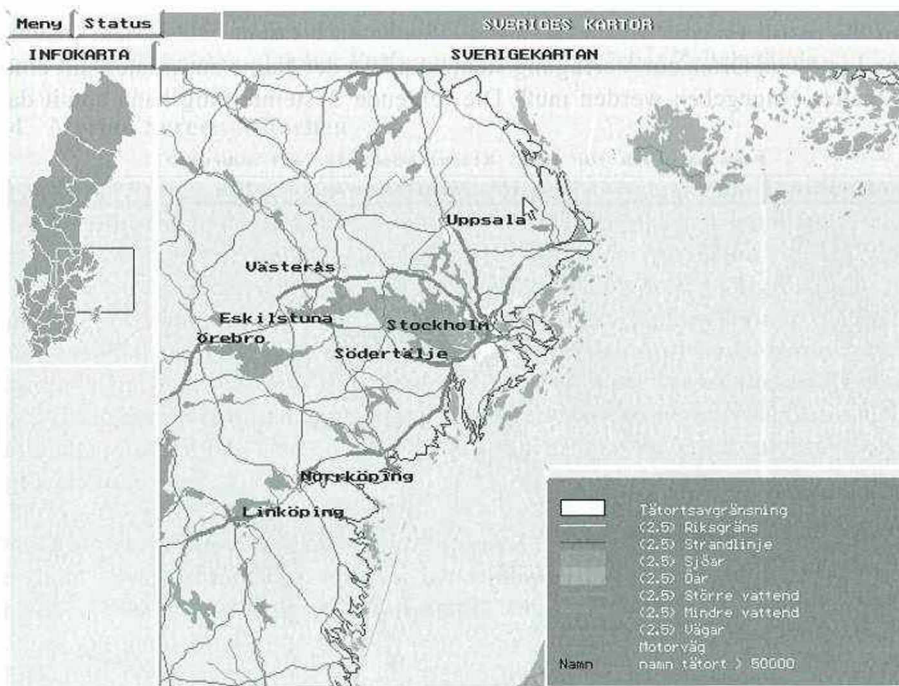 Meny Status SVERIGES KARTOR
INFOKARTA SVERIGEKARTAN
Uppsala
Västerås
Eskilstuna
Stockholm
örebro
Södertälje
Norrköping
Linköping
Tätortsavgränsning
(2.5) Riksgräns
(2.5) Strandlinje
(2.5) Sjöar
(2.5) Öar
(2.5) Större vattend
(2.5) Mindre vattend
(2.5) Vägar
Motorväg
Namn namn tätort > 50000